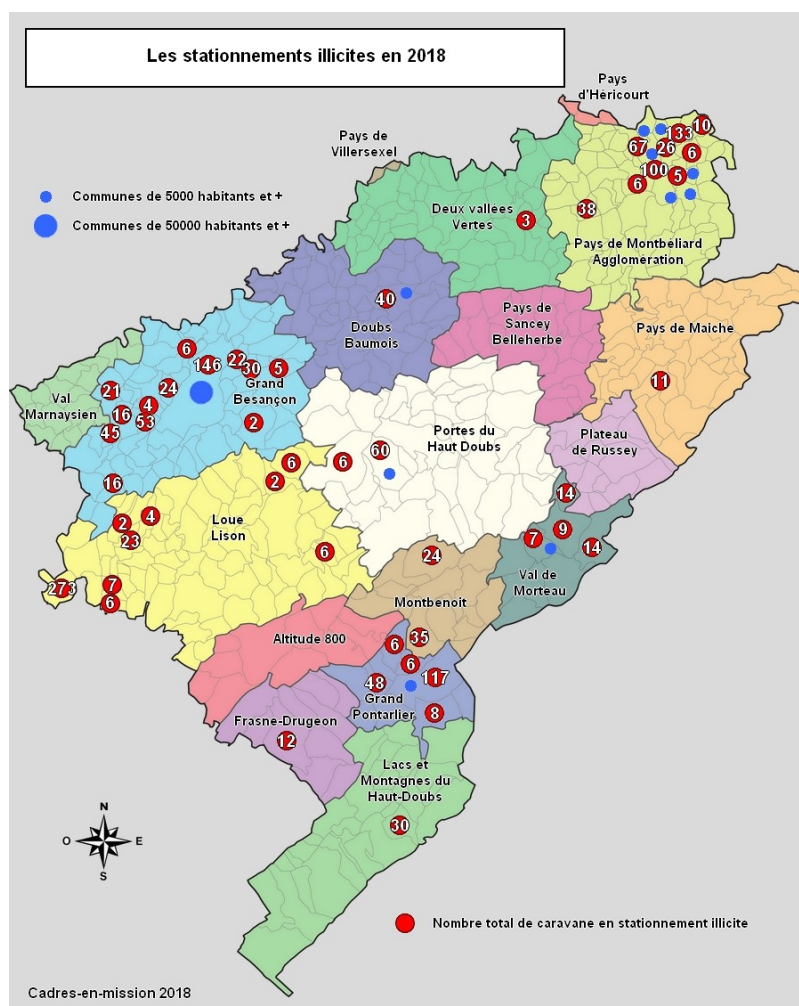 Les stationnements illicites en 2018
Pays
d'Héricourt
Pays de
Villersexel
Communes de 5000 habitants et +
Communes de 50000 habitants et +
10
133
67
26
6
100
5
6
38
Deux vallées
Vertes
3
Pays de Montbéliard
Agglomération
40
Doubs
Baumois
Pays de
Sancey
Belleherbe
Pays de Maiche
11
6
146
22
30
5
Grand
Besançon
24
21
4
16
53
45
2
16
Val
Marnaysien
Portes du
Haut Doubs
60
6
Plateau
de Russey
6
2
Loue
Lison
2
4
23
6
7
6
273
14
9
7
14
Val de
Morteau
24
Montbenoit
35
Altitude 800
6
6
117
48
Grand
Pontarlier
8
Frasne-Drugeon
12
Lacs et
Montagnes du
Haut-Doubs
30
N
O
E
S
Nombre total de caravane en stationnement illicite
Cadres-en-mission 2018